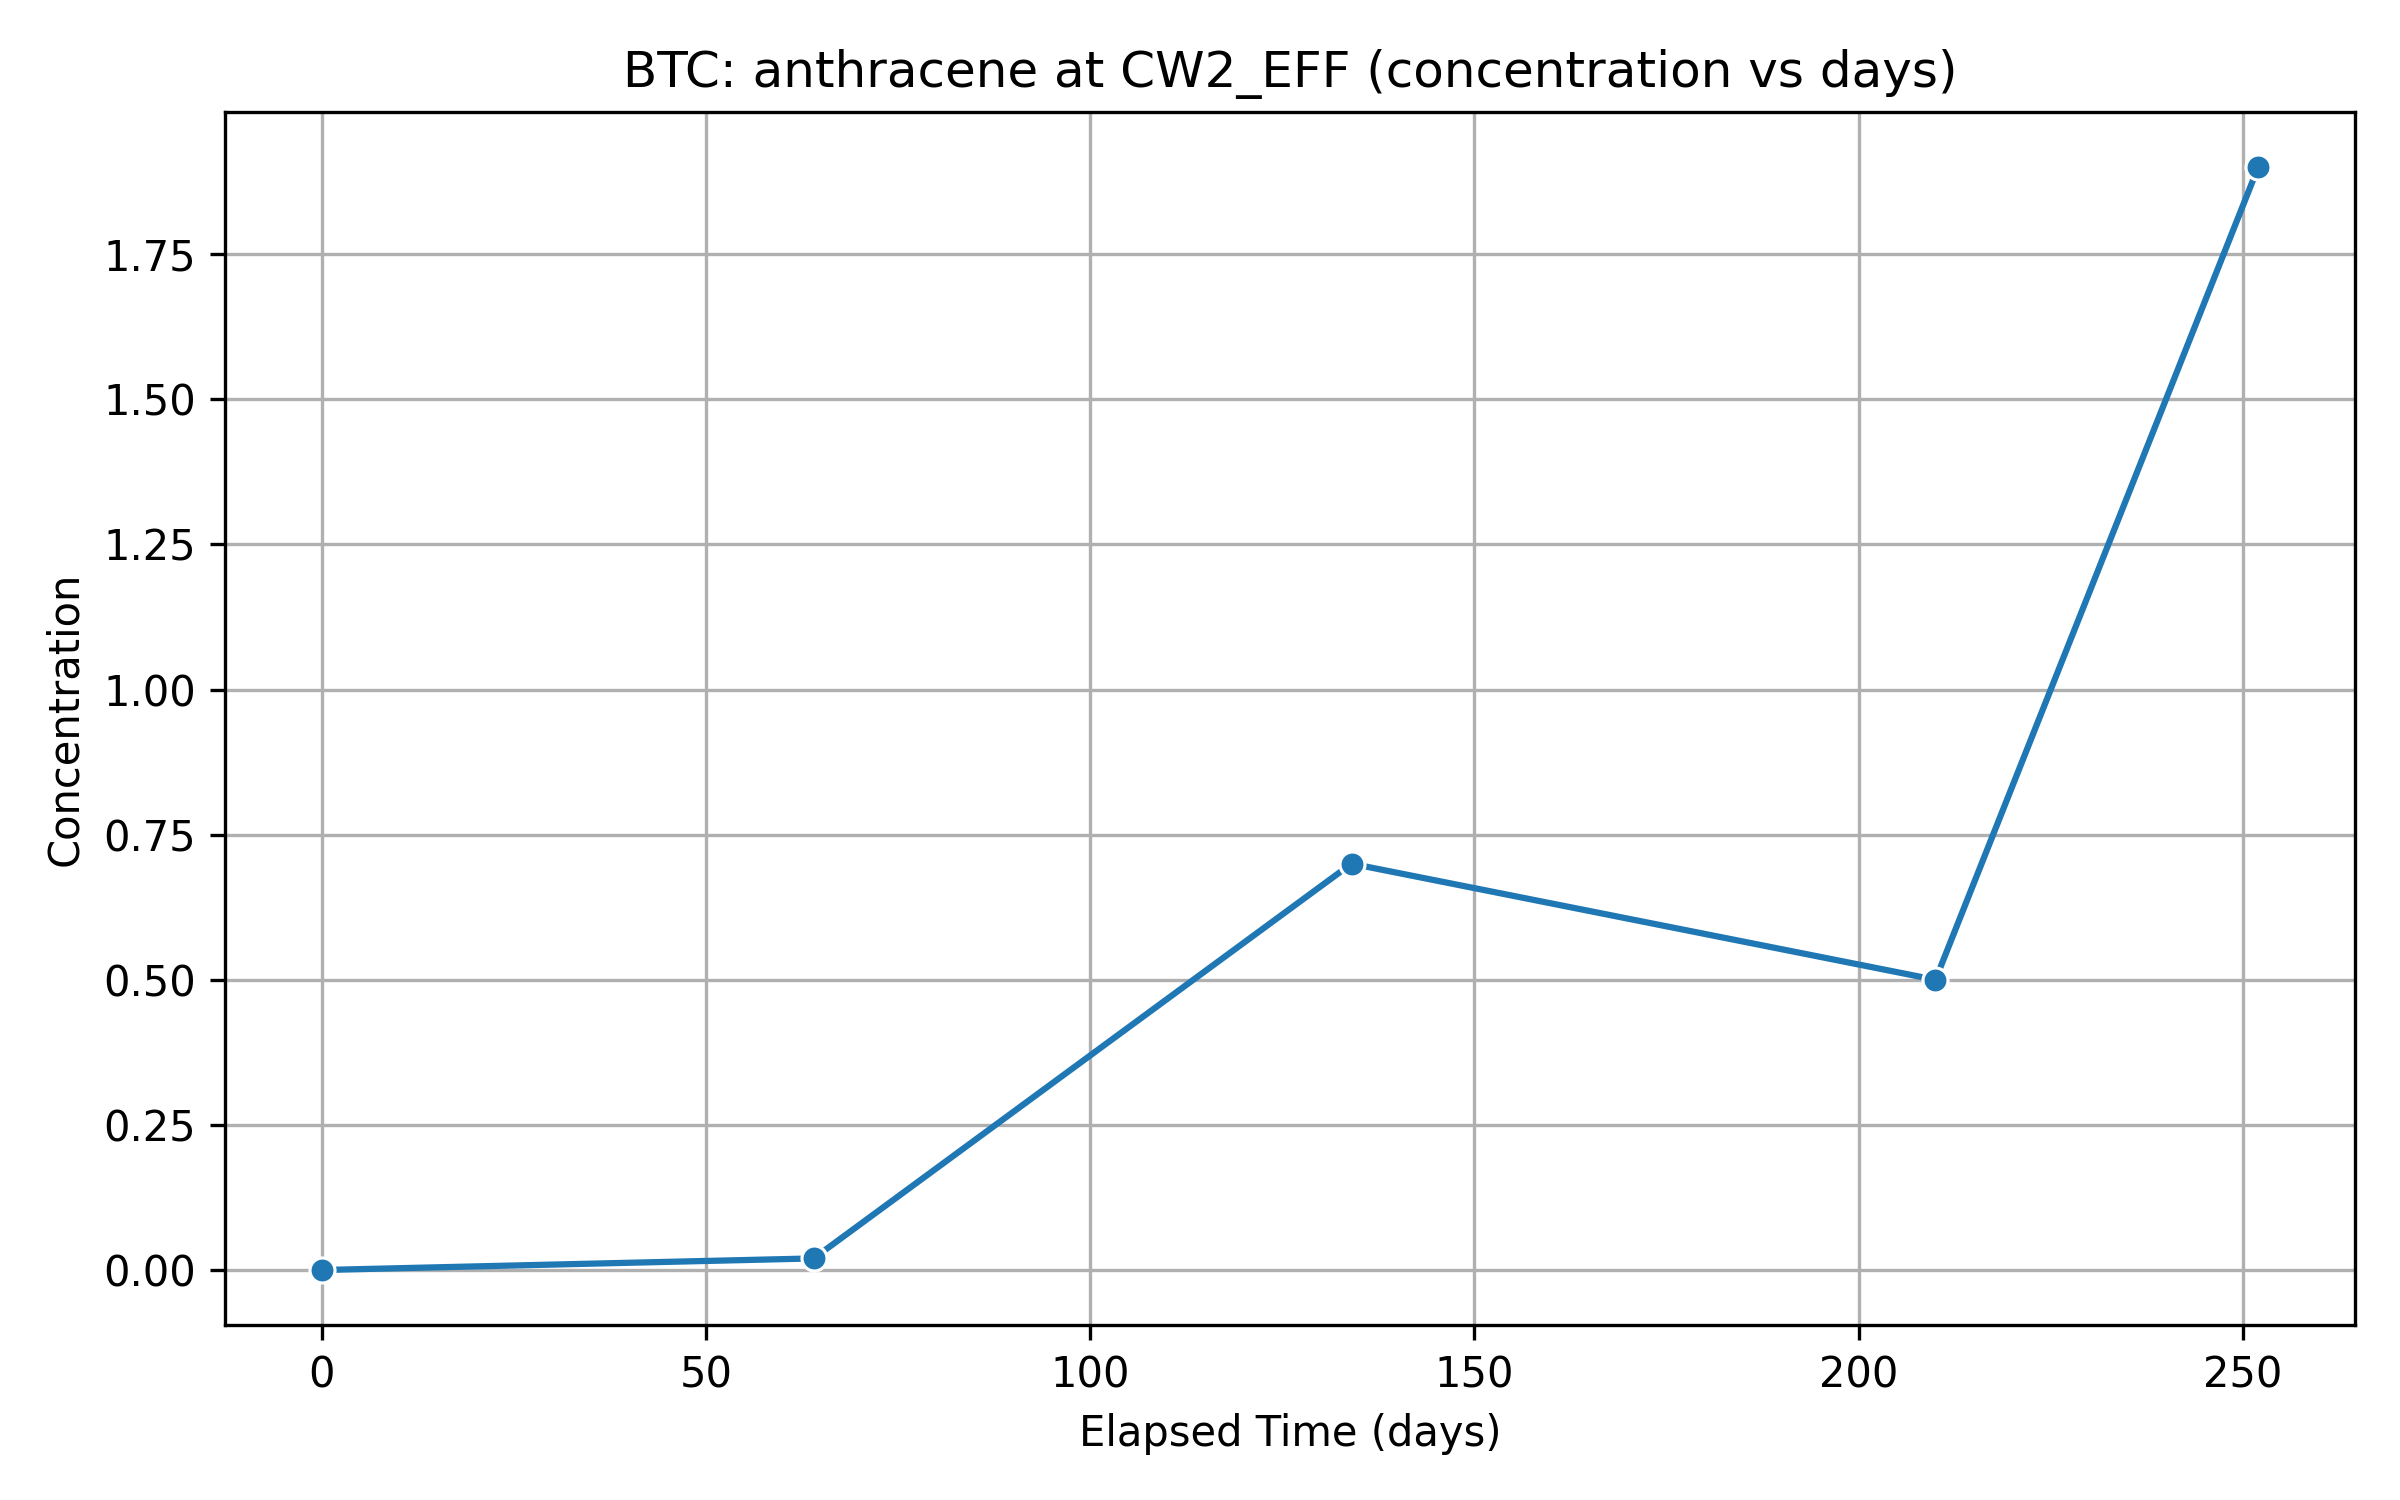 BTC: anthracene at CW2_EFF (concentration vs days)
Concentration
1.75
1.50
1.25
1.00
0.75
0.50
0.25
0.00
0 50 100 150 200 250
Elapsed Time (days)